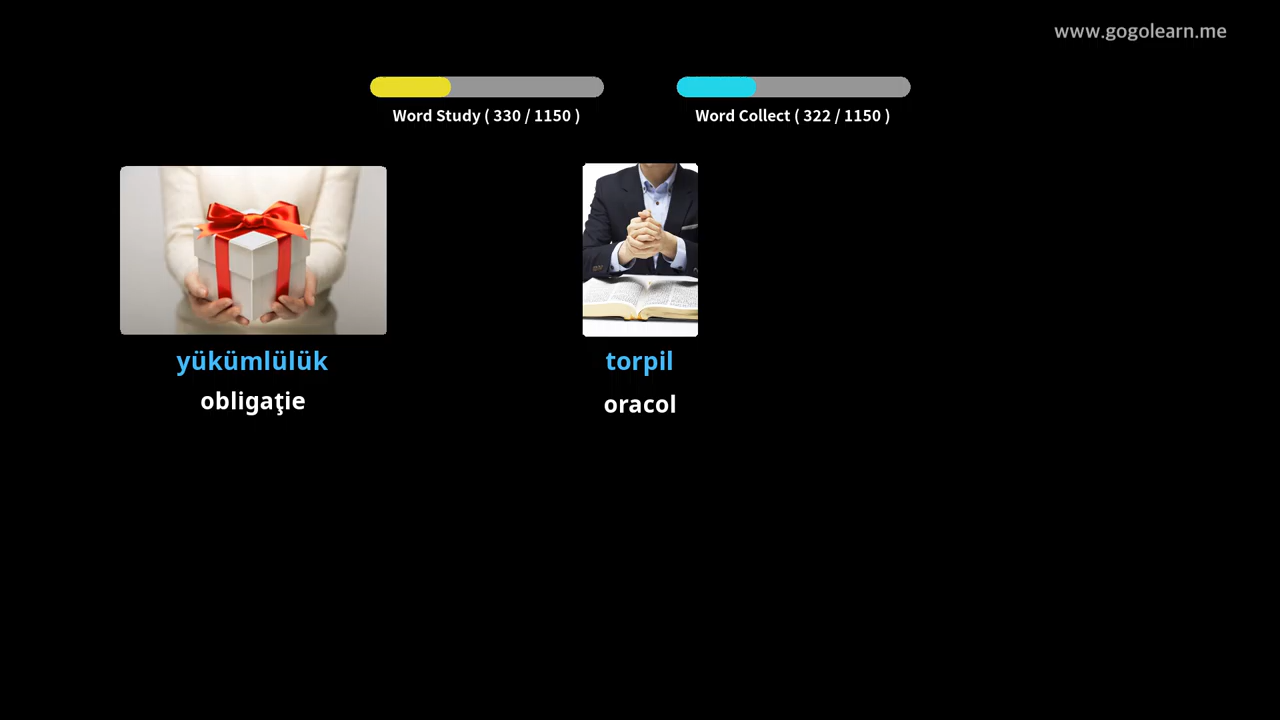 www.gogolearn.me
Word Study ( 330 / 1150 )
Word Collect ( 322 / 1150 )
yükümlülük
obligaţie
torpil
oracol